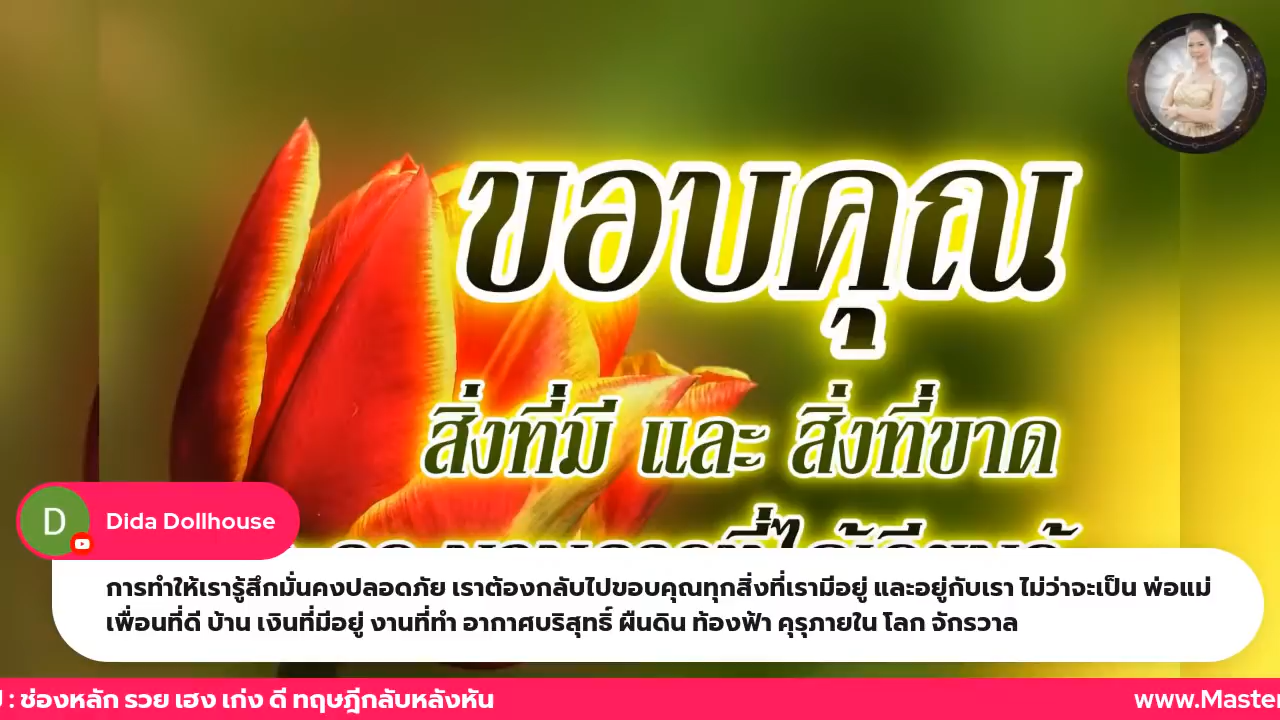 ขอบคุณ
สิ่งที่มี และ สิ่งที่ขาด
Dida Dollhouse
การทำให้เรารู้สึกมั่นคงปลอดภัย เราต้องกลับไปขอบคุณทุกสิ่งที่เรามีอยู่ และอยู่กับเรา ไม่ว่าจะเป็น พ่อแม่
เพื่อนที่ดี บ้าน เงินที่มีอยู่ งานที่ทำ อากาศบริสุทธิ์ ผืนดิน ท้องฟ้า คุรุภายใน โลก จักรวาล
: ช่องหลัก รวย เฮง เก่ง ดี ทฤษฎีกลับหลังหัน
www.Master